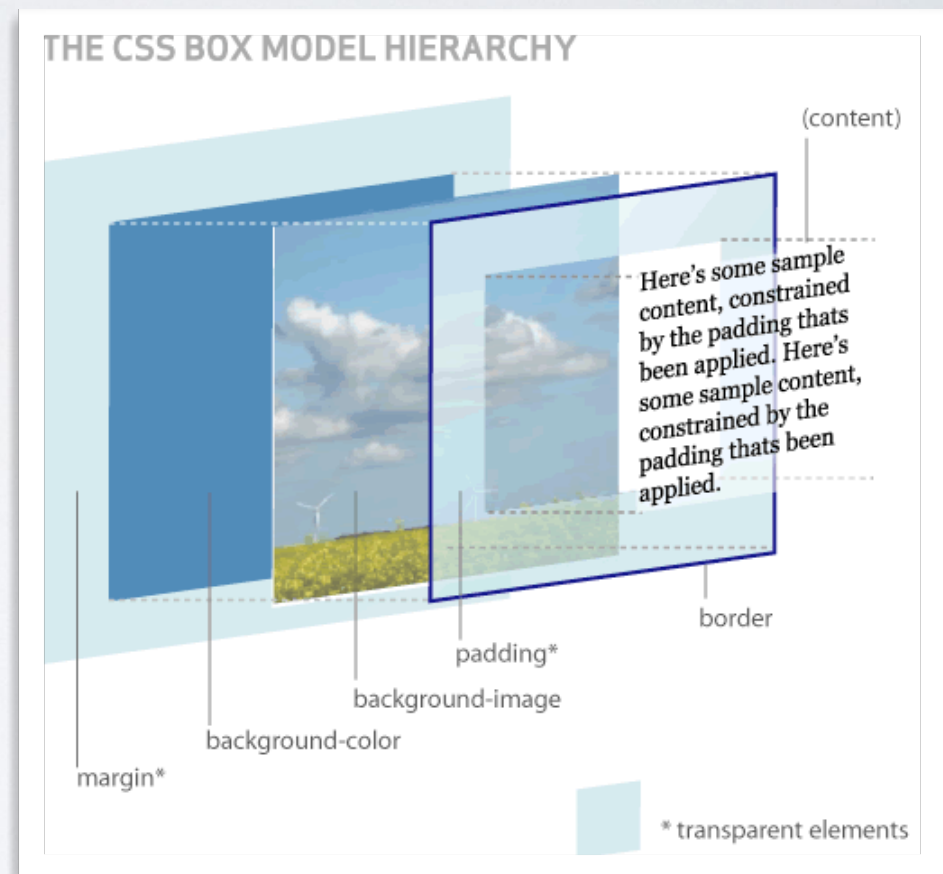 THE CSS BOX MODEL HIERARCHY
(content)
Here's some sample
content, constrained
by the padding thats
been applied. Here's
some sample content,
constrained by the
padding thats been
applied.
border
padding*
background-image
background-color
margin*
* transparent elements